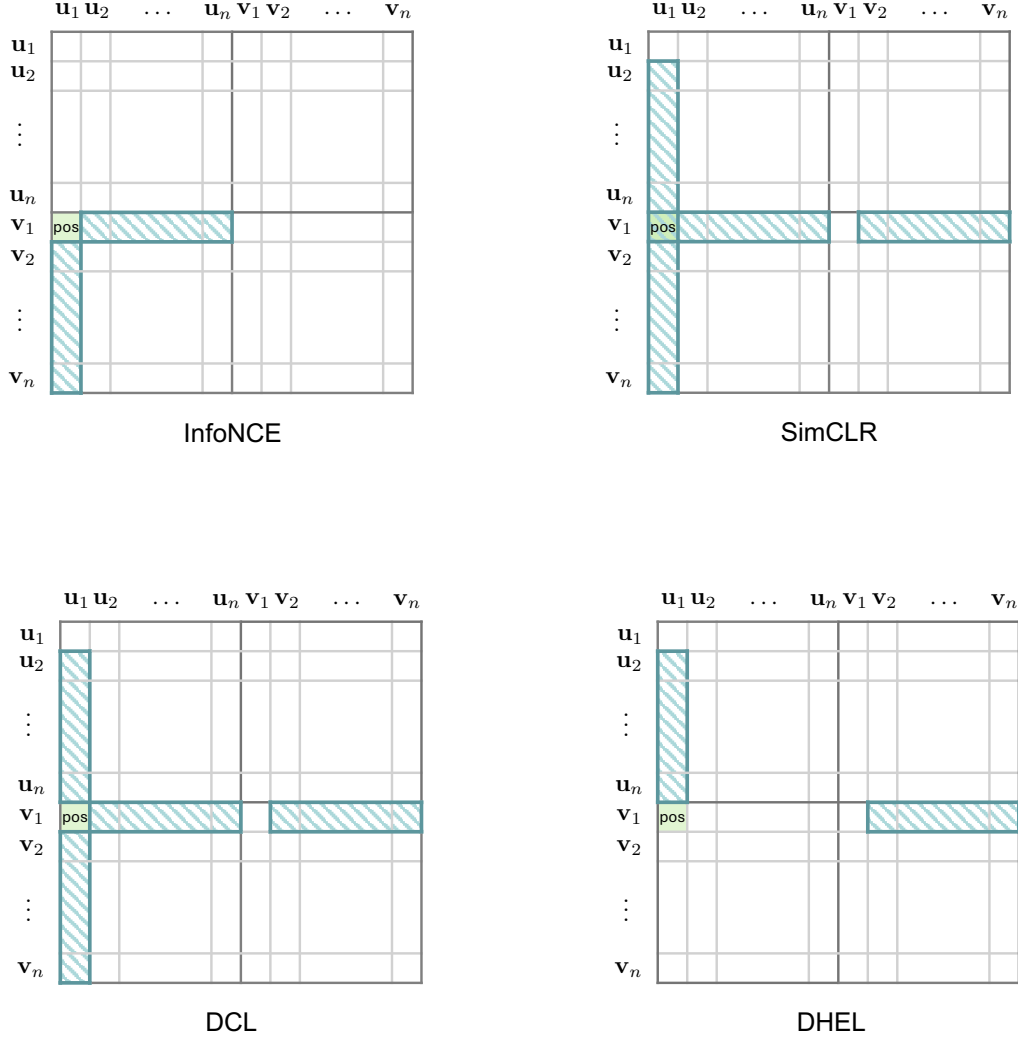 u₁ u₂ … uₙ v₁ v₂ … vₙ
u₁
u₂
⋮
uₙ
v₁ pos
v₂
⋮
vₙ
InfoNCE
u₁ u₂ … uₙ v₁ v₂ … vₙ
u₁
u₂
⋮
uₙ
v₁ pos
v₂
⋮
vₙ
SimCLR
u₁ u₂ … uₙ v₁ v₂ … vₙ
u₁
u₂
⋮
uₙ
v₁ pos
v₂
⋮
vₙ
DCL
u₁ u₂ … uₙ v₁ v₂ … vₙ
u₁
u₂
⋮
uₙ
v₁ pos
v₂
⋮
vₙ
DHEL